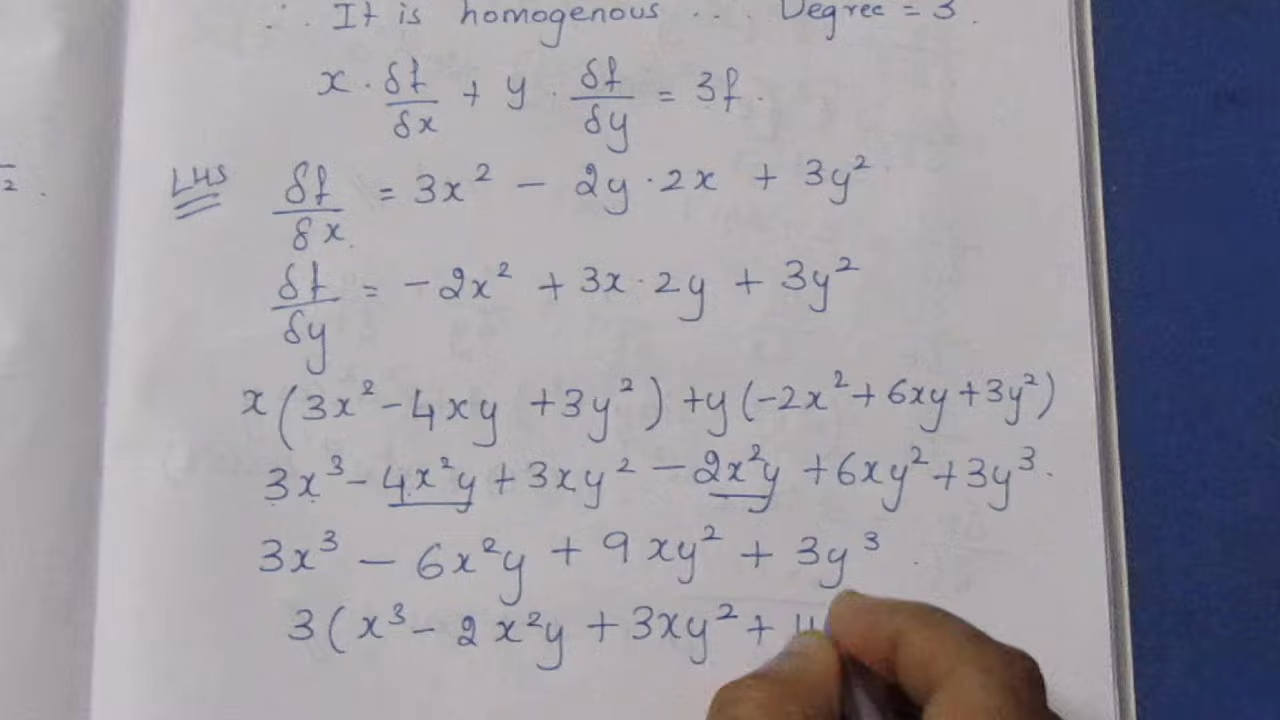 ∴ It is homogenous ∴ Degree = 3.
x · δf/δx + y · δf/δy = 3f.
2.
LHS δf/δx = 3x² - 2y·2x + 3y²
δf/δy = -2x² + 3x·2y + 3y²
x(3x² - 4xy + 3y²) + y(-2x² + 6xy + 3y²)
3x³ - 4x²y + 3xy² - 2x²y + 6xy² + 3y³.
3x³ - 6x²y + 9xy² + 3y³
3(x³ - 2x²y + 3xy² +